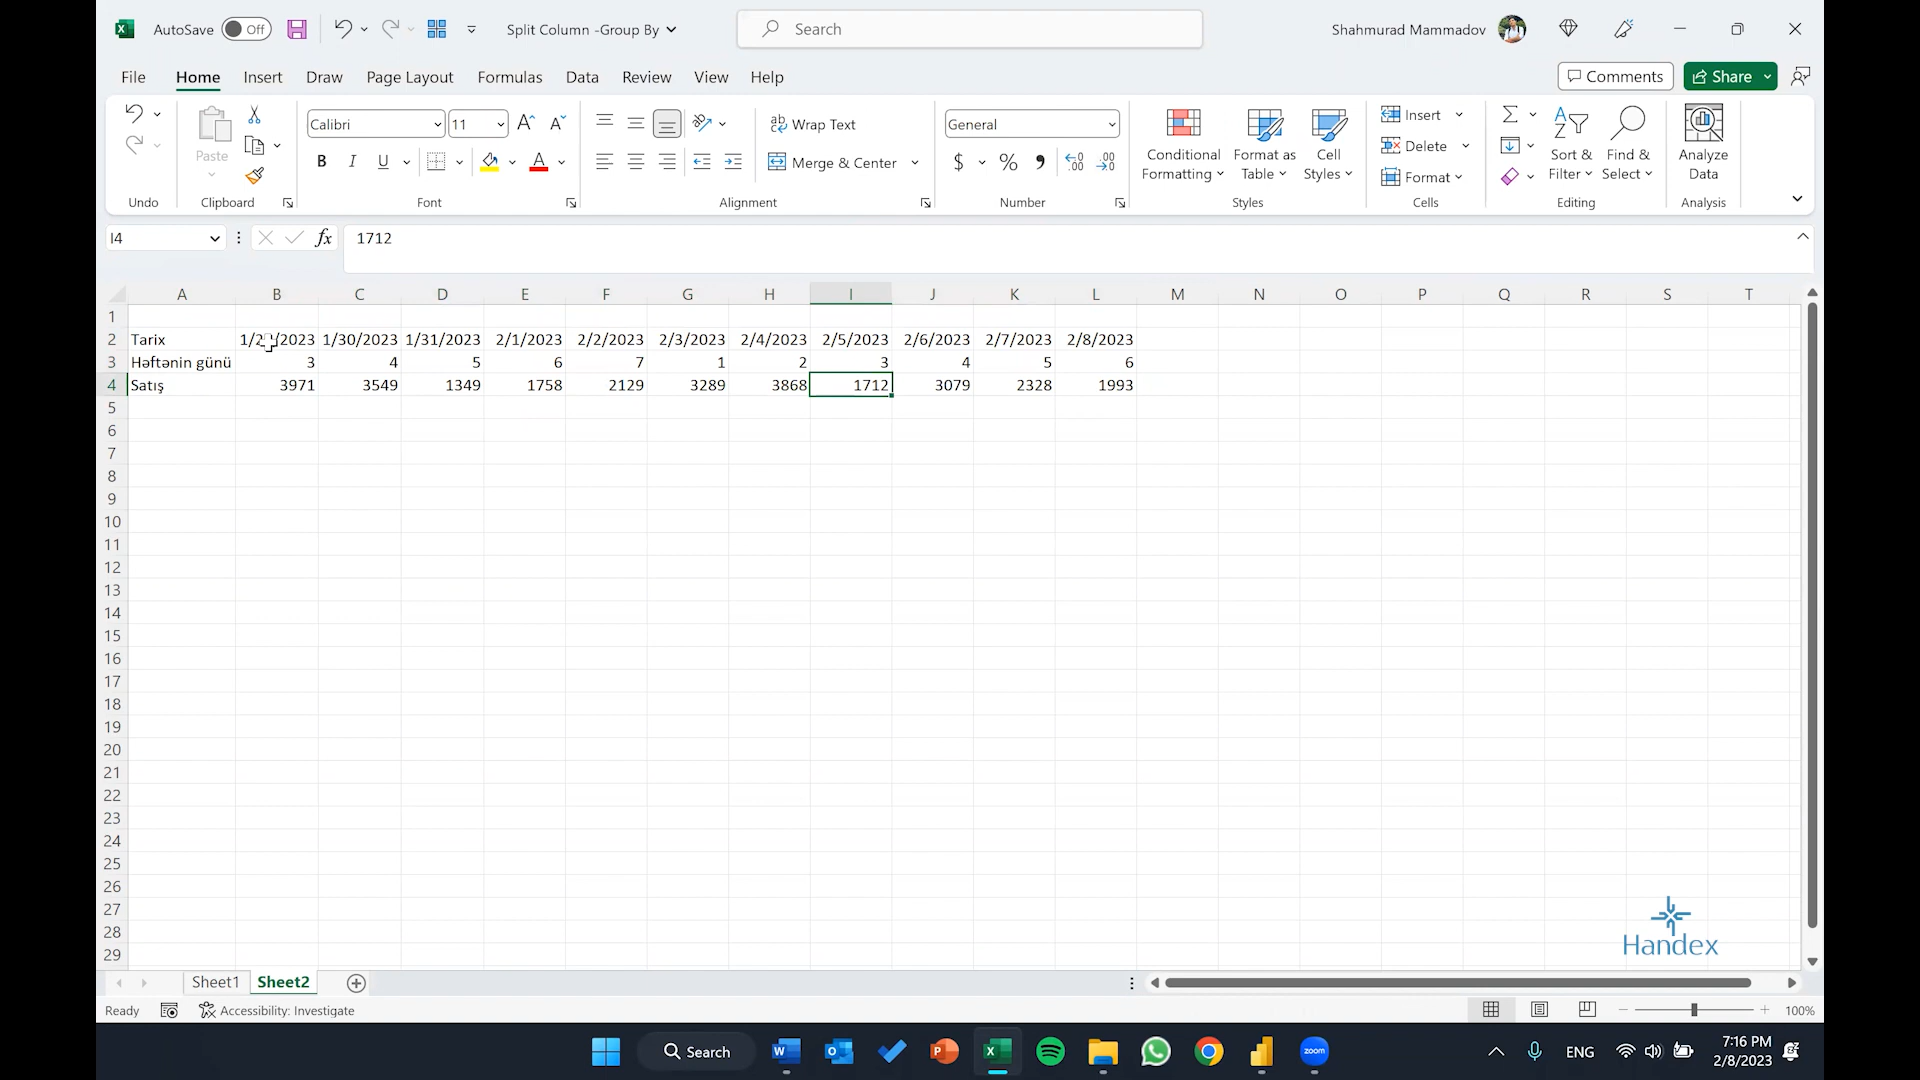 AutoSave Off Split Column -Group By Search Shahmurad Mammadov
File Home Insert Draw Page Layout Formulas Data Review View Help Comments Share
Calibri 11 Wrap Text General Insert
Paste B I U A Merge & Center $ % Conditional Formatting Format as Table Cell Styles Delete Sort & Filter Find & Select Analyze Data
Format
Undo Clipboard Font Alignment Number Styles Cells Editing Analysis
I4 fx 1712
A B C D E F G H I J K L M N O P Q R S T
1
2 Tarix 1/30/2023 1/31/2023 2/1/2023 2/2/2023 2/3/2023 2/4/2023 2/5/2023 2/6/2023 2/7/2023 2/8/2023
3 Həftənin günü 3 4 5 6 7 1 2 3 4 5 6
4 Satış 3971 3549 1349 1758 2129 3289 3868 1712 3079 2328 1993
5
6
7
8
9
10
11
12
13
14
15
16
17
18
19
20
21
22
23
24
25
26
27
28
29
Handex
Sheet1 Sheet2
Ready Accessibility: Investigate 100%
Search zoom ENG 7:16 PM
2/8/2023